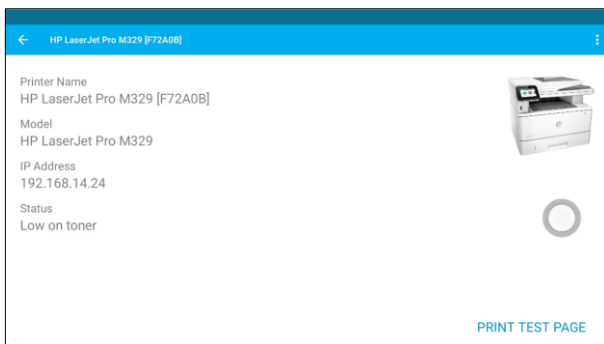 HP LaserJet Pro M329 [F72A0B]
Printer Name
HP LaserJet Pro M329 [F72A0B]
Model
HP LaserJet Pro M329
IP Address
192.168.14.24
Status
Low on toner
PRINT TEST PAGE